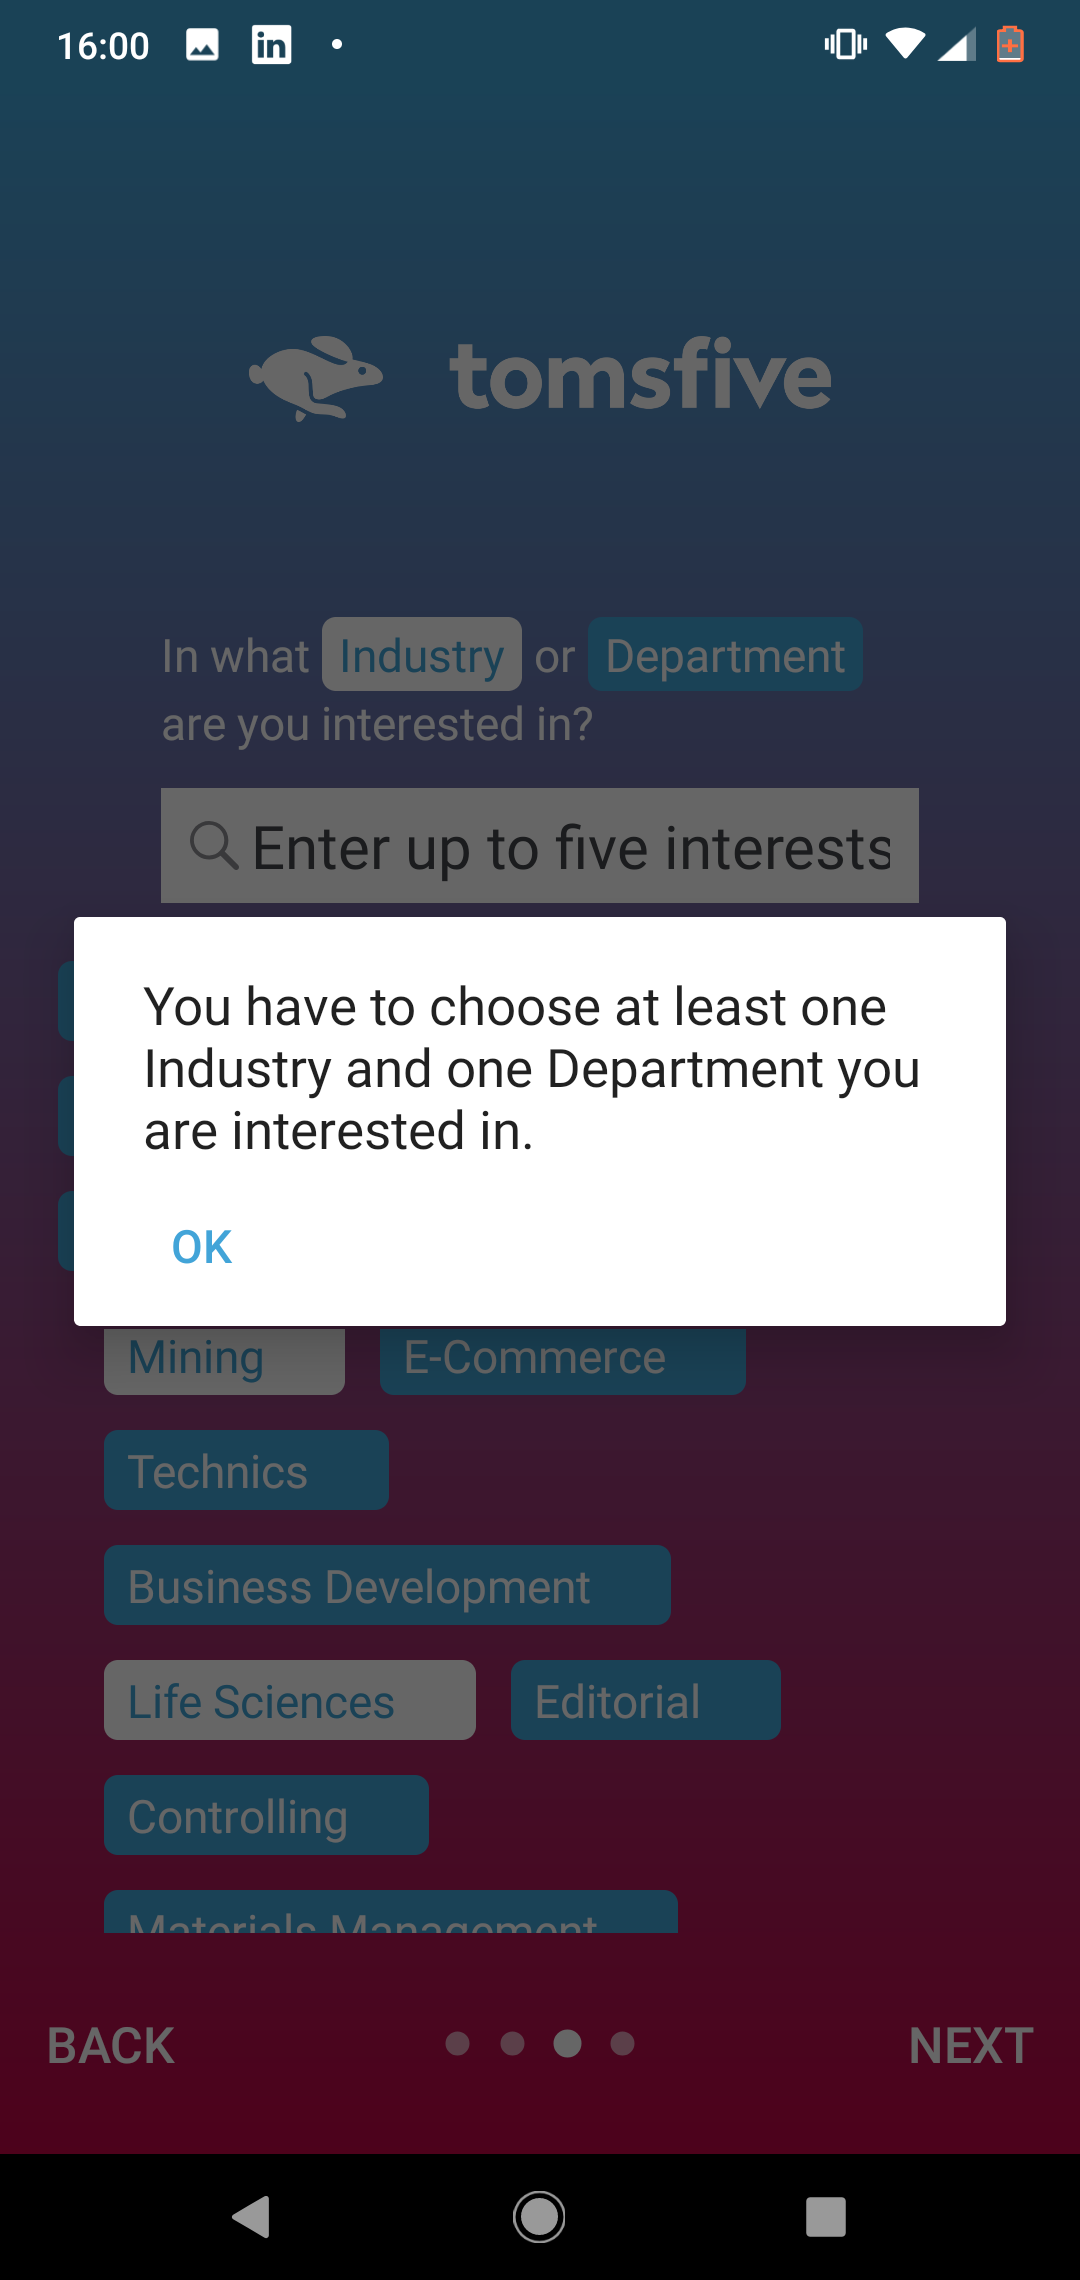 16:00
tomsfive
In what Industry or Department
are you interested in?
Enter up to five interests
You have to choose at least one
Industry and one Department you
are interested in.
OK
Mining E-Commerce
Technics
Business Development
Life Sciences Editorial
Controlling
Materials Management
BACK NEXT